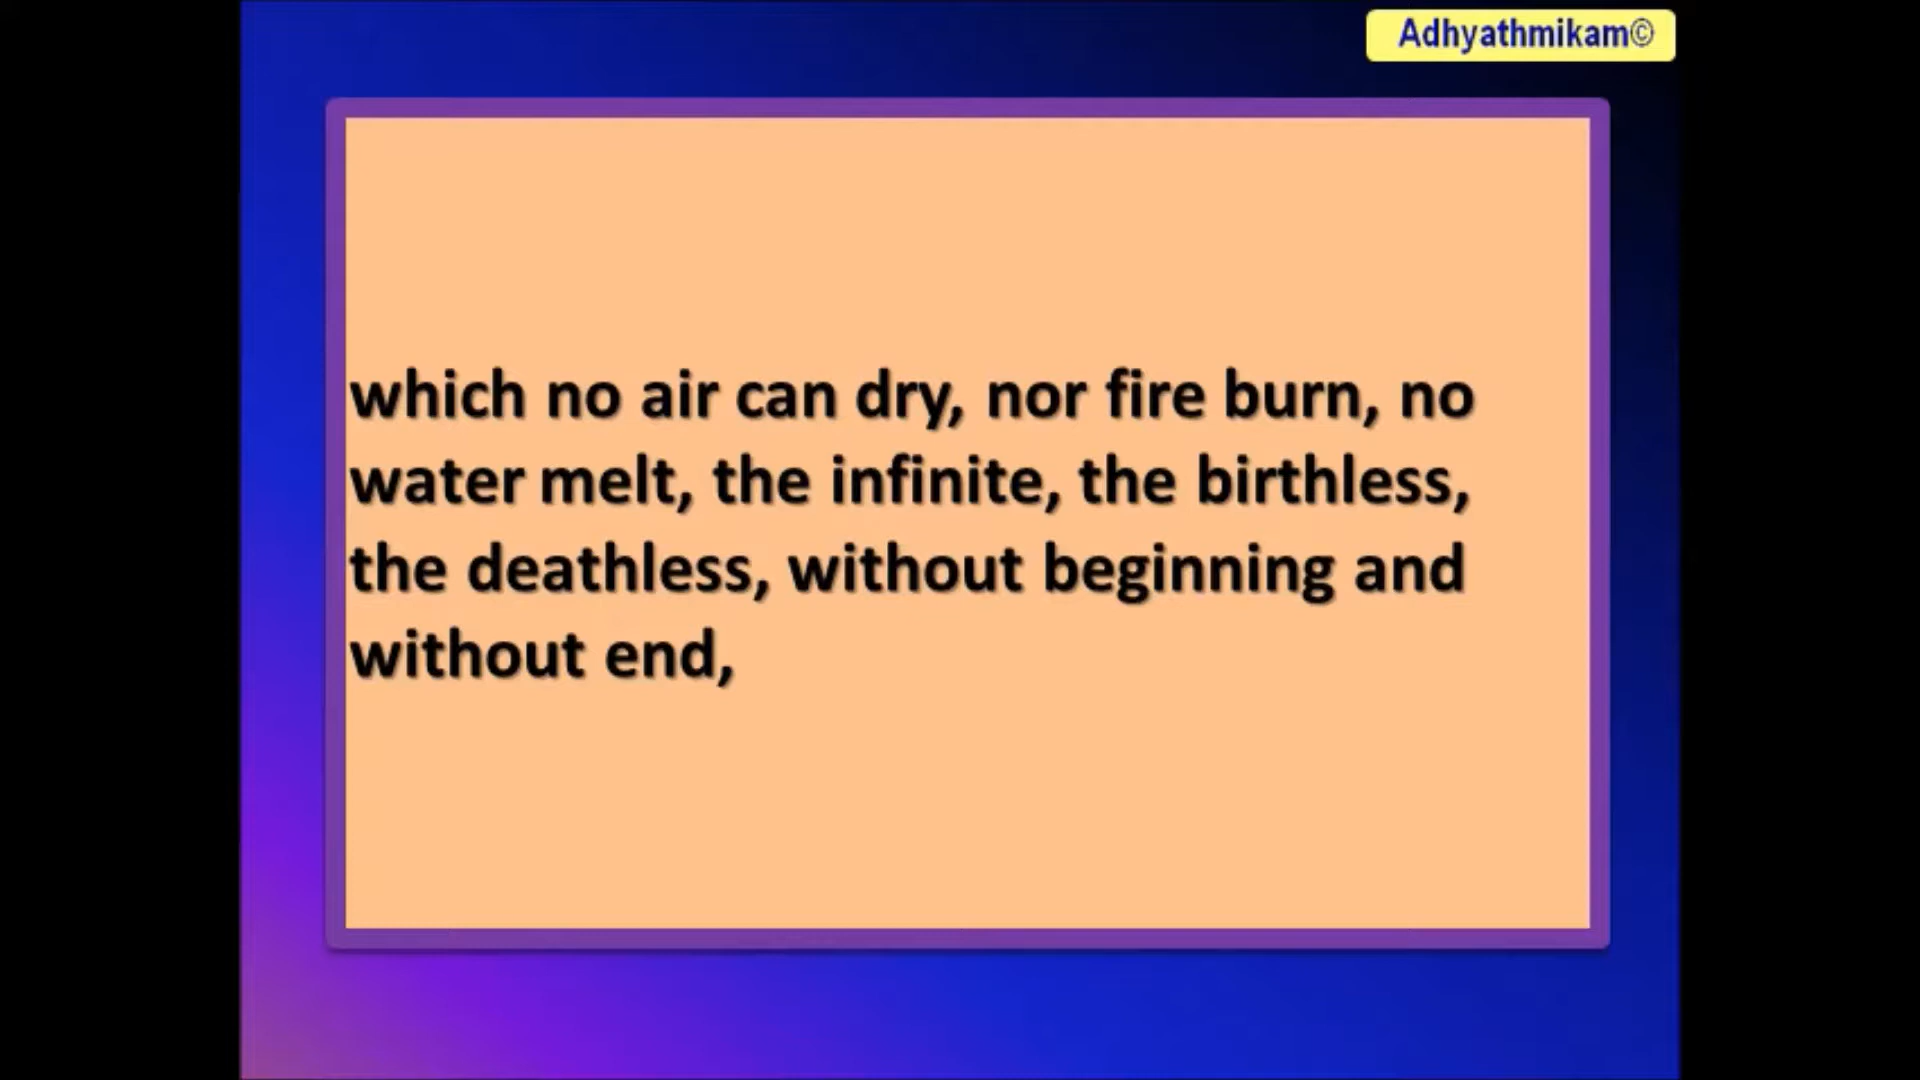 Adhyathmikam©
which no air can dry, nor fire burn, no
water melt, the infinite, the birthless,
the deathless, without beginning and
without end,